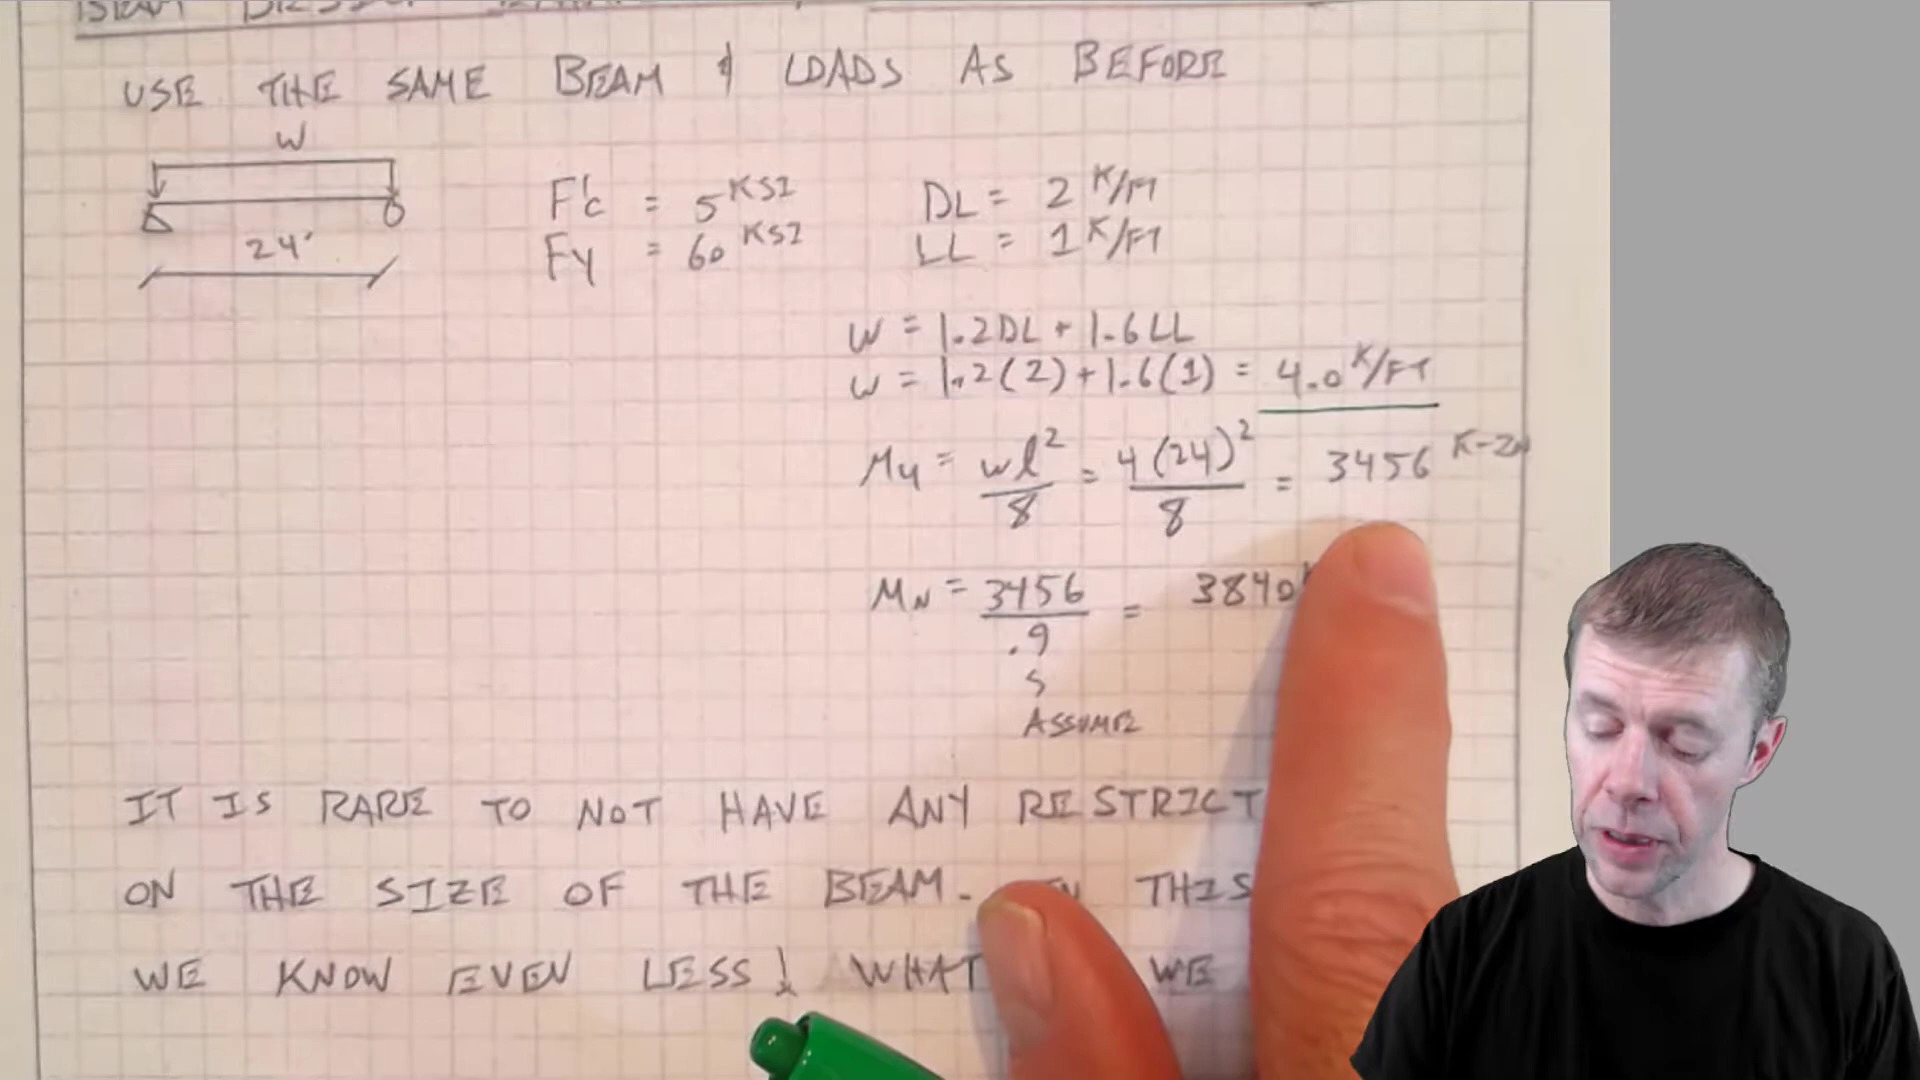 USE THE SAME BEAM & LOADS AS BEFORE
W
24'
F'c = 5 KSI
Fy = 60 KSI
DL = 2 K/FT
LL = 1 K/FT
W = 1.2DL + 1.6LL
W = 1.2(2) + 1.6(1) = 4.0 K/FT
Mu = wl²/8 = 4(24)²/8 = 3456 K-IN
MN = 3456/.9 = 3840
ASSUME
IT IS RARE TO NOT HAVE ANY RESTRICT
ON THE SIZE OF THE BEAM. IN THIS
WE KNOW EVEN LESS! WHAT WE